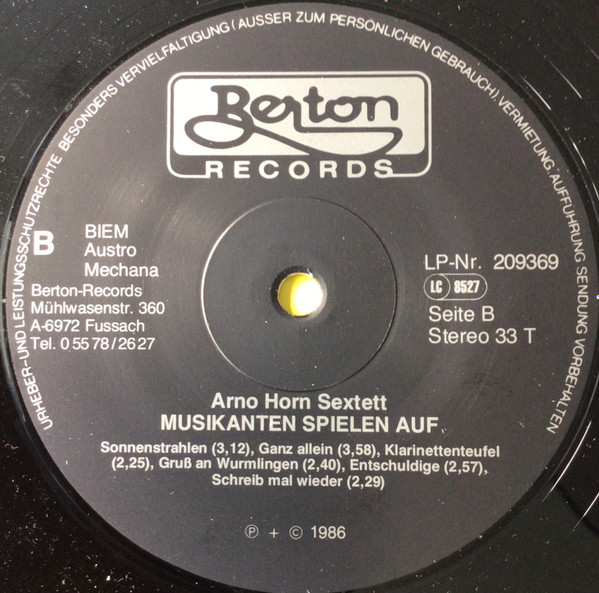 URHEBER-UND LEISTUNGSSCHUTZRECHTE BESONDERS VERVIELFALTIGUNG (AUSSER ZUM PERSÖNLICHEN GEBRAUCH), VERMIETUNG: AUFFÜHRUNG SENDUNG VORBEHALTEN
Berton
RECORDS
B
BIEM
Austro
Mechana
Berton-Records
Mühlwasenstr. 360
A-6972 Fussach
Tel. 0 55 78 / 26 27
LP-Nr. 209369
LC 8527
Seite B
Stereo 33 T
Arno Horn Sextett
MUSIKANTEN SPIELEN AUF
Sonnenstrahlen (3,12), Ganz allein (3,58), Klarinettenteufel
(2,25), Gruß an Wurmlingen (2,40), Entschuldige (2,57),
Schreib mal wieder (2,29)
℗ + © 1986